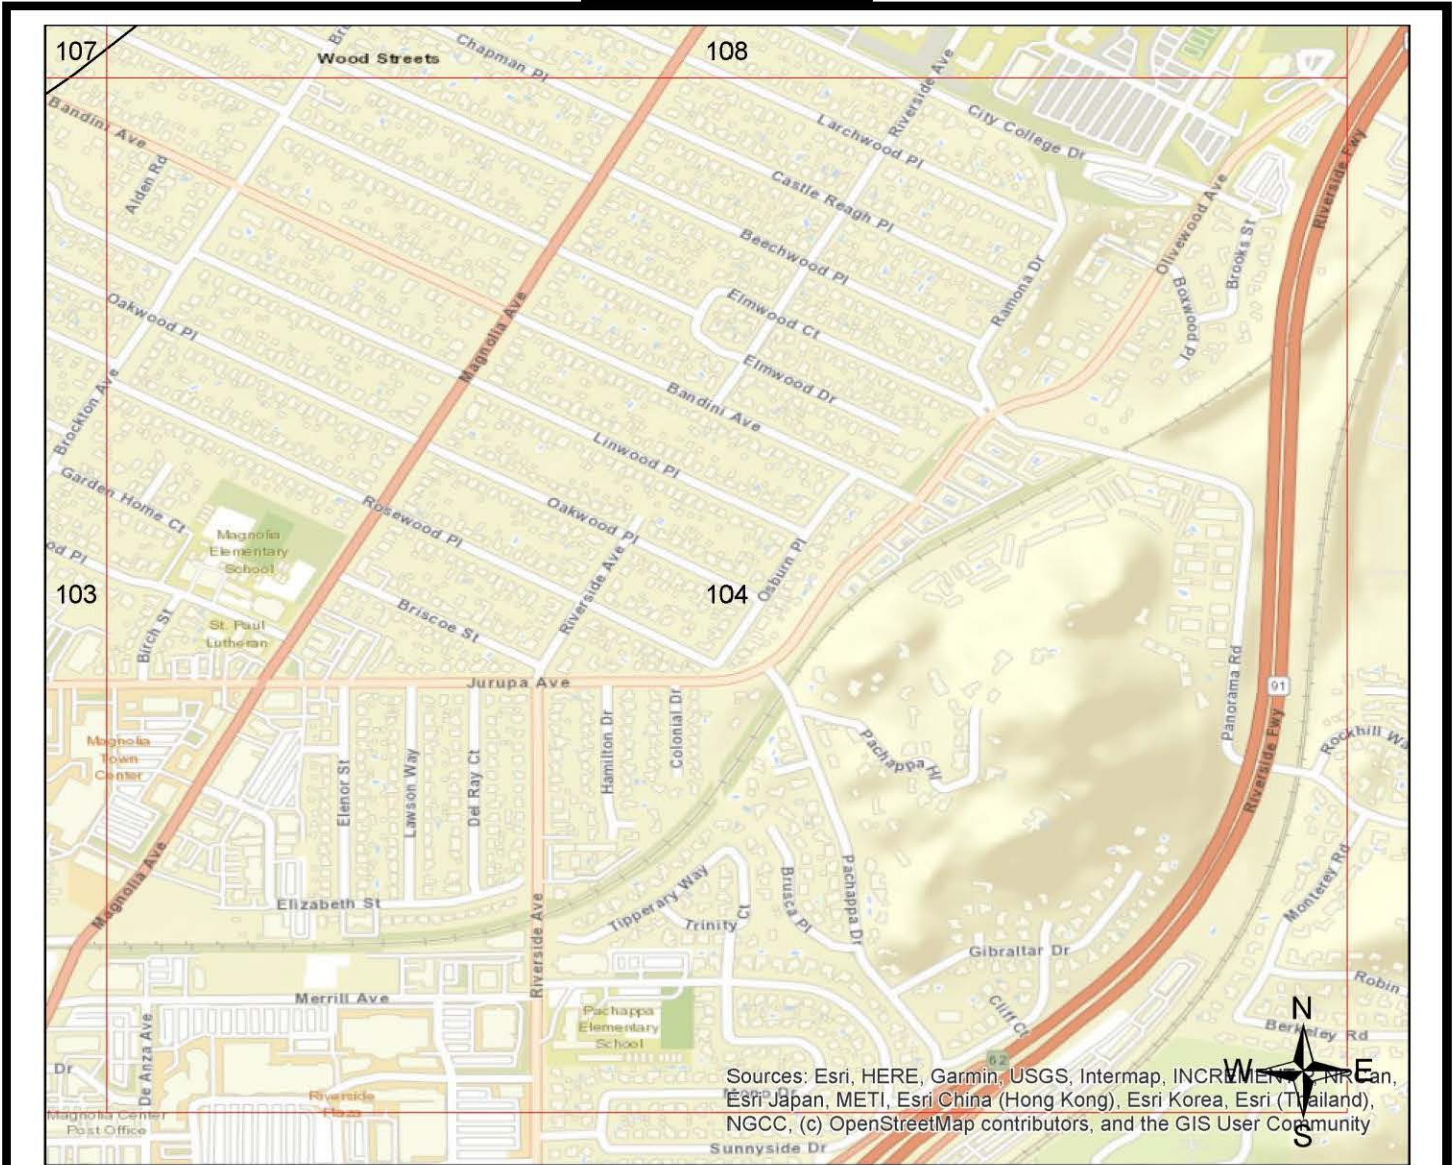 107
Wood Streets
Chapman Pl
108
Riverside Ave
City College Dr
Bandini Ave
Alden Rd
Larchwood Pl
Castle Reagh Pl
Beechwood Pl
Riverside Fwy
Olivewood Ave
Brooks St
Boxwood Pl
Ramona Dr
Oakwood Pl
Magnolia Ave
Elmwood Ct
Elmwood Dr
Brockton Ave
Bandini Ave
Linwood Pl
Garden Home Ct
Rosewood Pl
Oakwood Pl
Magnolia
Elementary
School
od Pl
103
Briscoe St
Riverside Ave
104
Osburn Pl
Birch St
St. Paul
Lutheran
Jurupa Ave
91
Panorama Rd
Magnolia
Town
Center
Elenor St
Lawson Way
Del Ray Ct
Hamilton Dr
Colonial Dr
Pachappa Hl
Riverside Fwy
Rockhill Wa
Magnolia Ave
Elizabeth St
Riverside Ave
Tipperary Way
Trinity Ct
Brusca Pl
Pachappa Dr
Gibraltar Dr
Monterey Rd
Merrill Ave
De Anza Ave
Pachappa
Elementary
School
Cliff Ct
Robin
Berkeley Rd
62
Dr
Riverside
Plaza
Magnolia Center
Post Office
N
W
E
S
Sources: Esri, HERE, Garmin, USGS, Intermap, INCREMENT P, NRCan,
Esri Japan, METI, Esri China (Hong Kong), Esri Korea, Esri (Thailand),
NGCC, (c) OpenStreetMap contributors, and the GIS User Community
Sunnyside Dr